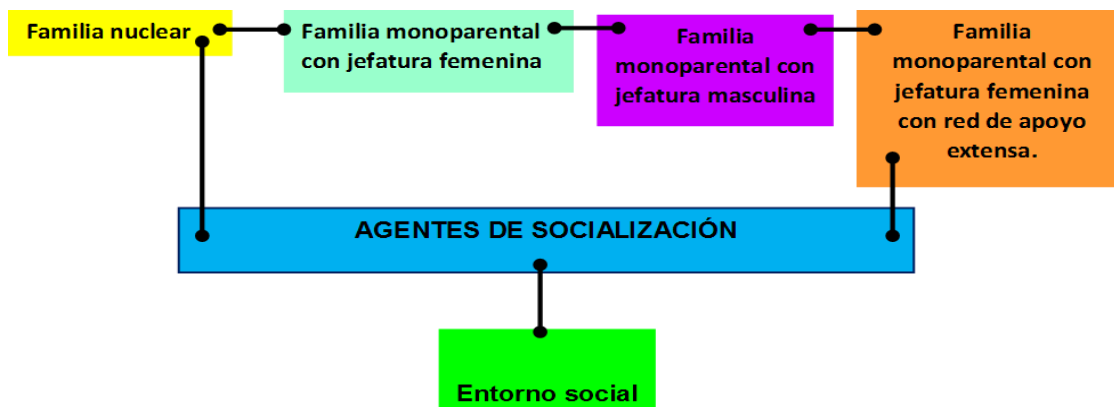 Familia nuclear
Familia monoparental
con jefatura femenina
Familia
monoparental con
jefatura masculina
Familia
monoparental con
jefatura femenina
con red de apoyo
extensa.
AGENTES DE SOCIALIZACIÓN
Entorno social